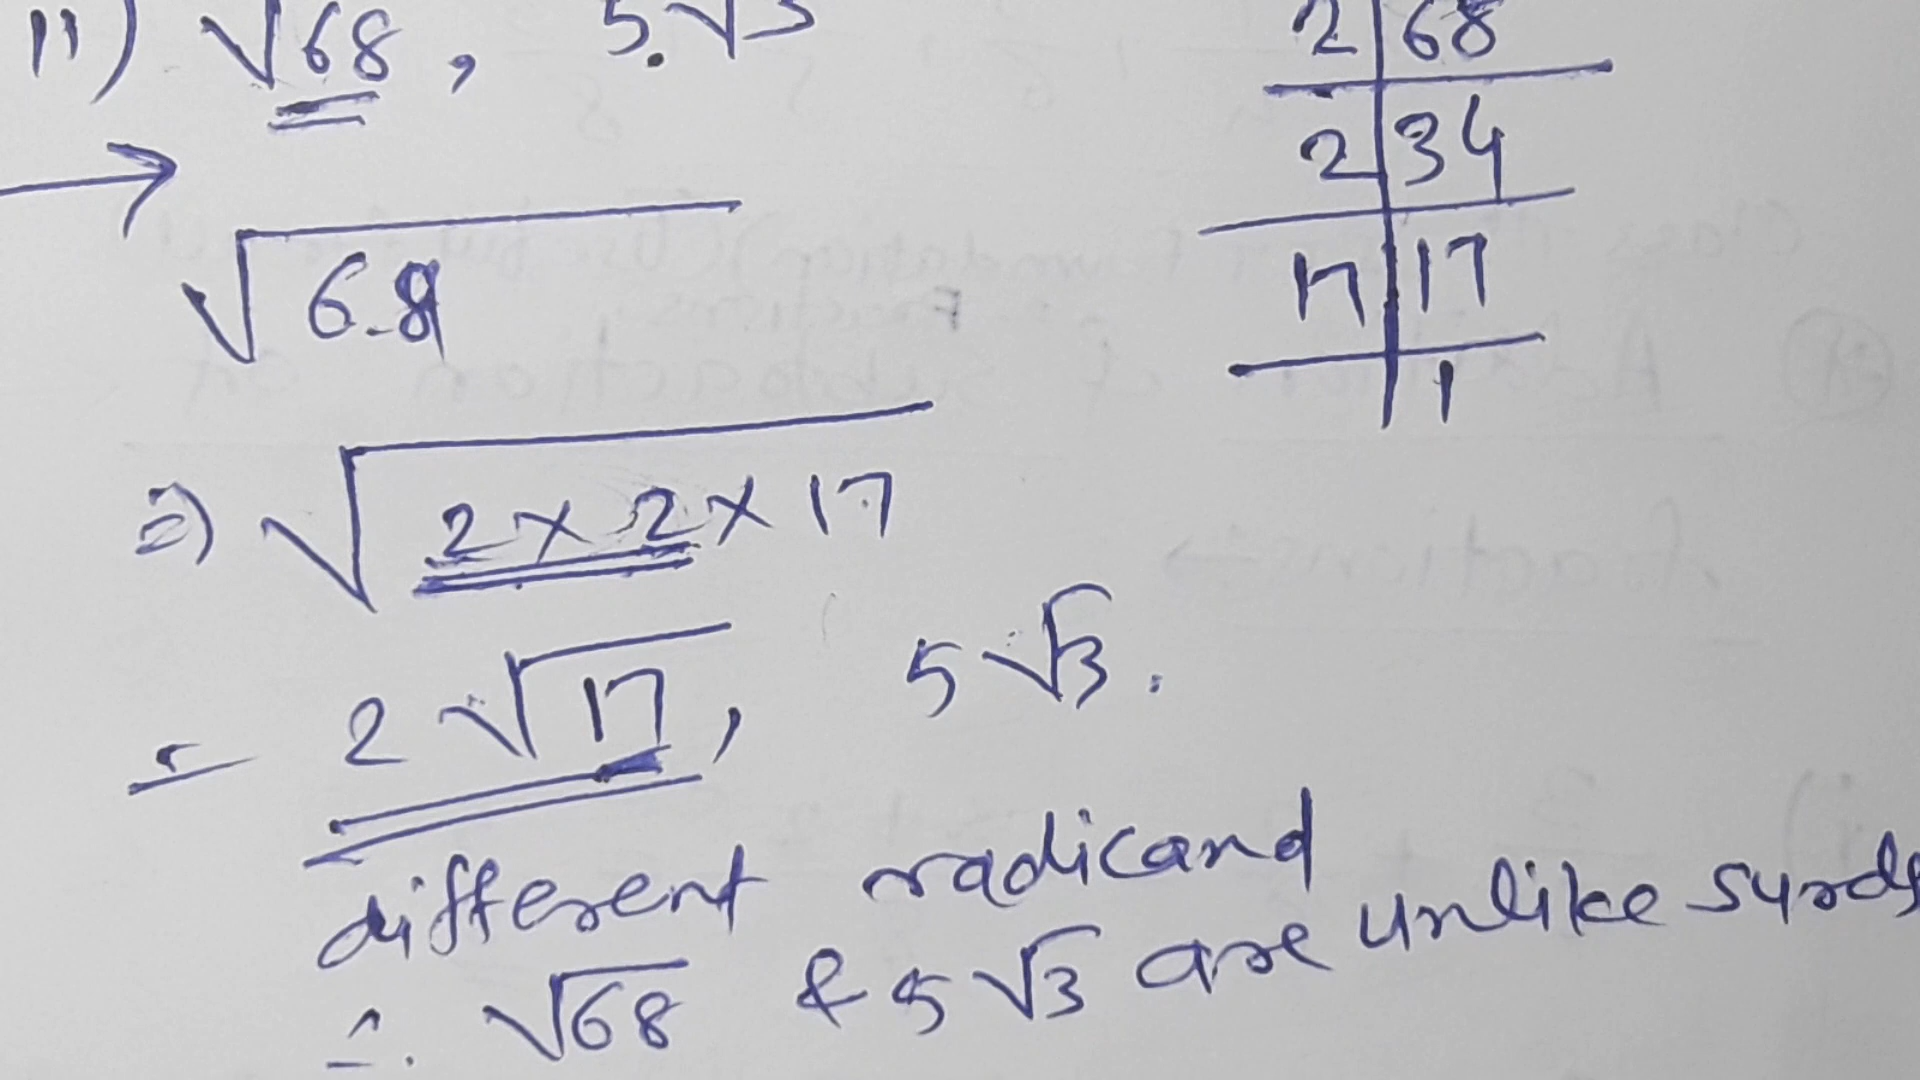 11) √68, 5.√3
2|68
2|34
17|17
1
√68
=) √2×2×17
= 2√17, 5√3.
different radicand
∴ √68 & 5√3 are unlike surds